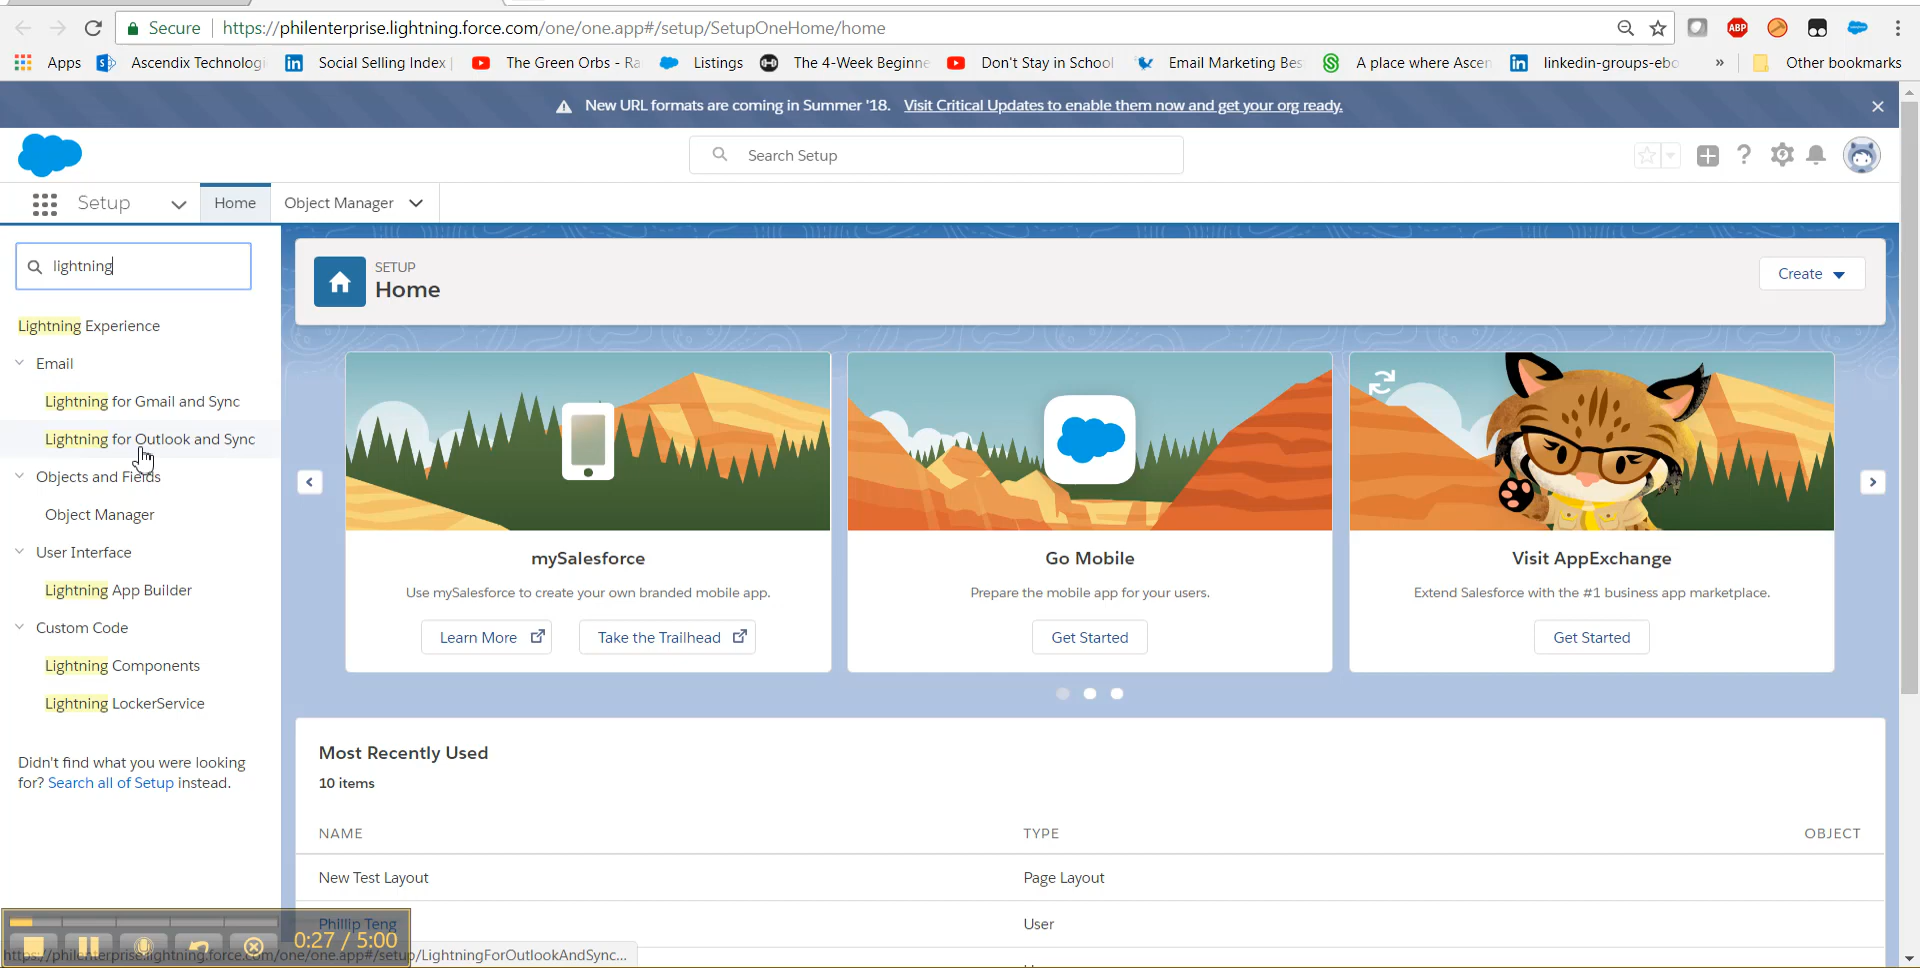 Secure
https://philenterprise.lightning.force.com/one/one.app#/setup/SetupOneHome/home
ABP
Apps
Ascendix Technologi
Social Selling Index
The Green Orbs - Ra
Listings
The 4-Week Beginne
Don't Stay in School
Email Marketing Bes
A place where Ascen
linkedin-groups-ebo
»
Other bookmarks
New URL formats are coming in Summer '18. Visit Critical Updates to enable them now and get your org ready.
Search Setup
Setup
Home
Object Manager
lightning
SETUP
Home
Create
Lightning Experience
Email
Lightning for Gmail and Sync
Lightning for Outlook and Sync
Objects and Fields
Object Manager
User Interface
Lightning App Builder
Custom Code
Lightning Components
Lightning LockerService
Didn't find what you were looking
for? Search all of Setup instead.
mySalesforce
Use mySalesforce to create your own branded mobile app.
Learn More
Take the Trailhead
Go Mobile
Prepare the mobile app for your users.
Get Started
Visit AppExchange
Extend Salesforce with the #1 business app marketplace.
Get Started
Most Recently Used
10 items
NAME TYPE OBJECT
New Test Layout Page Layout
Phillip Teng User
0:27 / 5:00
https://philenterprise.lightning.force.com/one/one.app#/setup/LightningForOutlookAndSync...